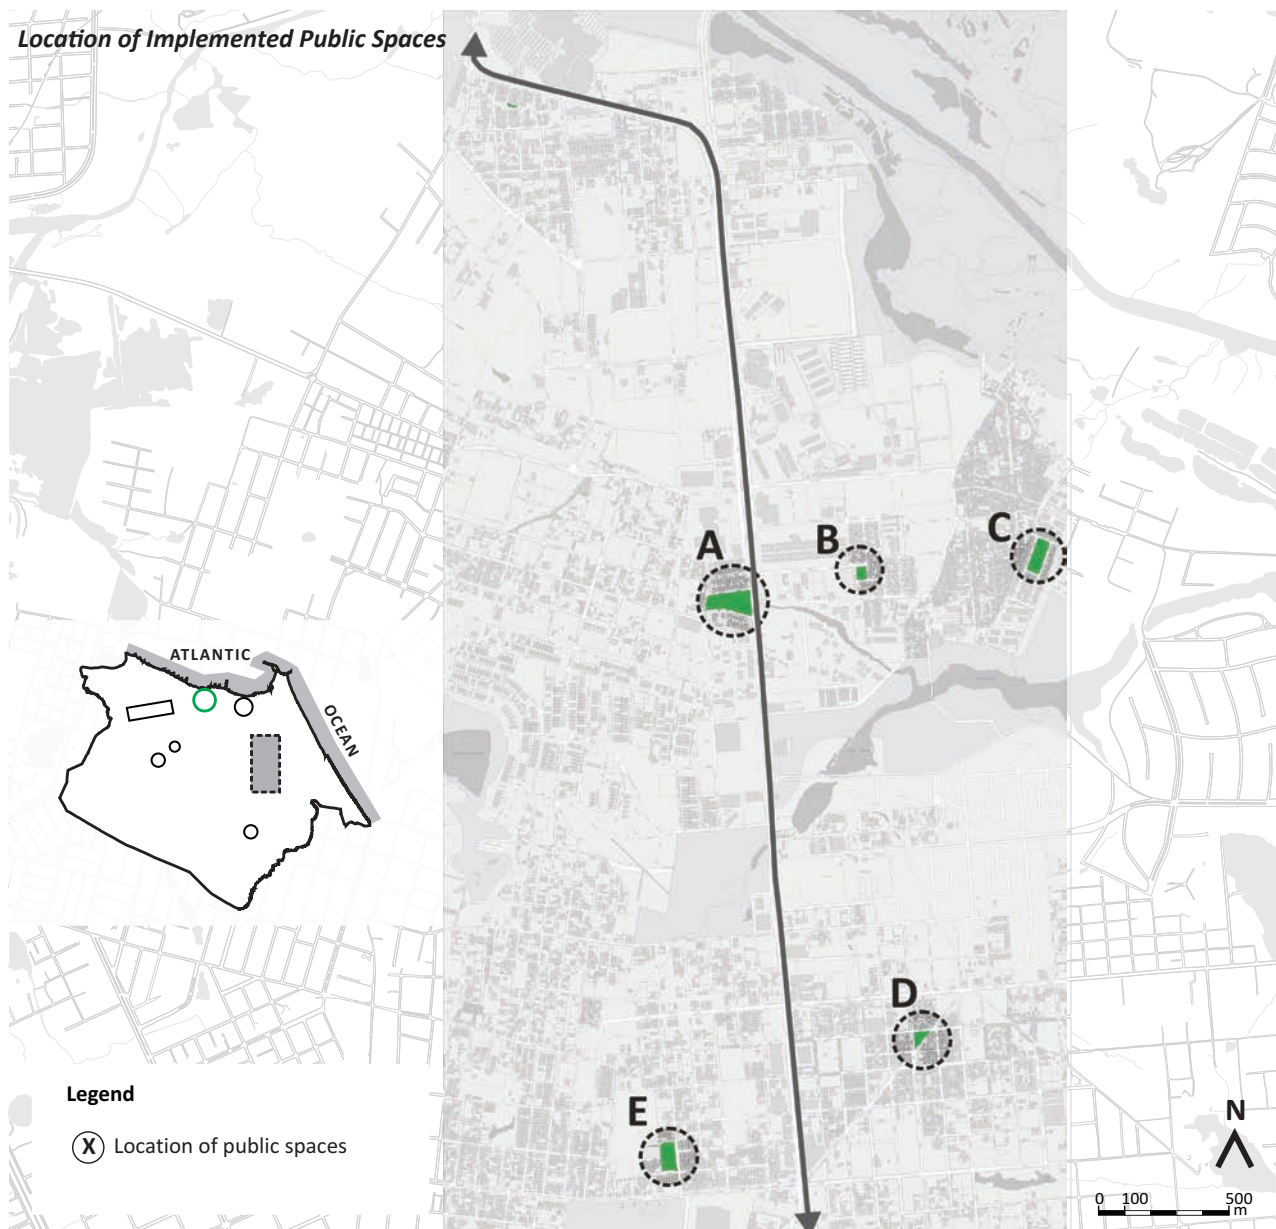 Location of Implemented Public Spaces
A
B
C
ATLANTIC
OCEAN
D
E
Legend
X Location of public spaces
N
0 100 500
m